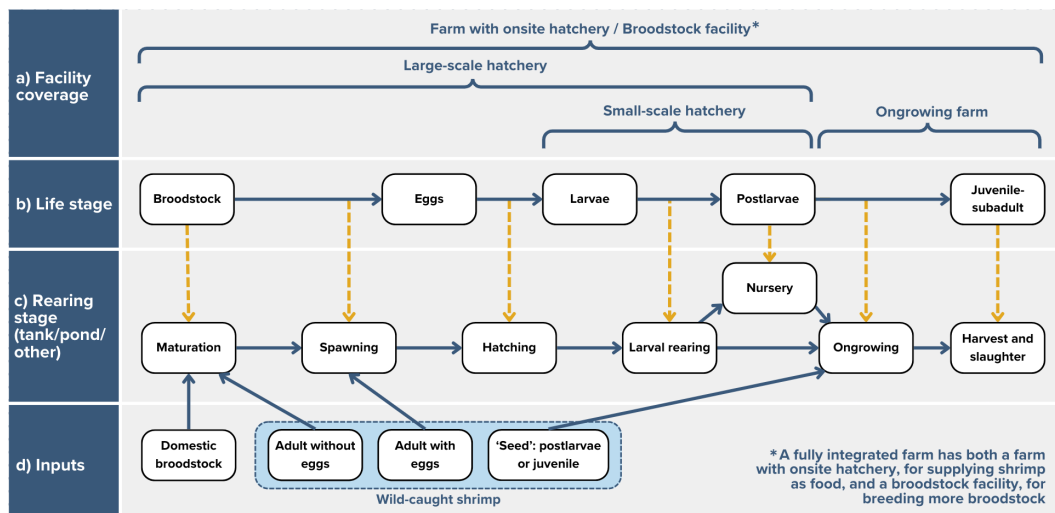 a) Facility
coverage
Farm with onsite hatchery / Broodstock facility*
Large-scale hatchery
Small-scale hatchery
Ongrowing farm
b) Life stage
Broodstock
Eggs
Larvae
Postlarvae
Juvenile-
subadult
c) Rearing
stage
(tank/pond/
other)
Nursery
Maturation
Spawning
Hatching
Larval rearing
Ongrowing
Harvest and
slaughter
d) Inputs
Domestic
broodstock
Adult without
eggs
Adult with
eggs
‘Seed’: postlarvae
or juvenile
Wild-caught shrimp
*A fully integrated farm has both a farm
with onsite hatchery, for supplying shrimp
as food, and a broodstock facility, for
breeding more broodstock